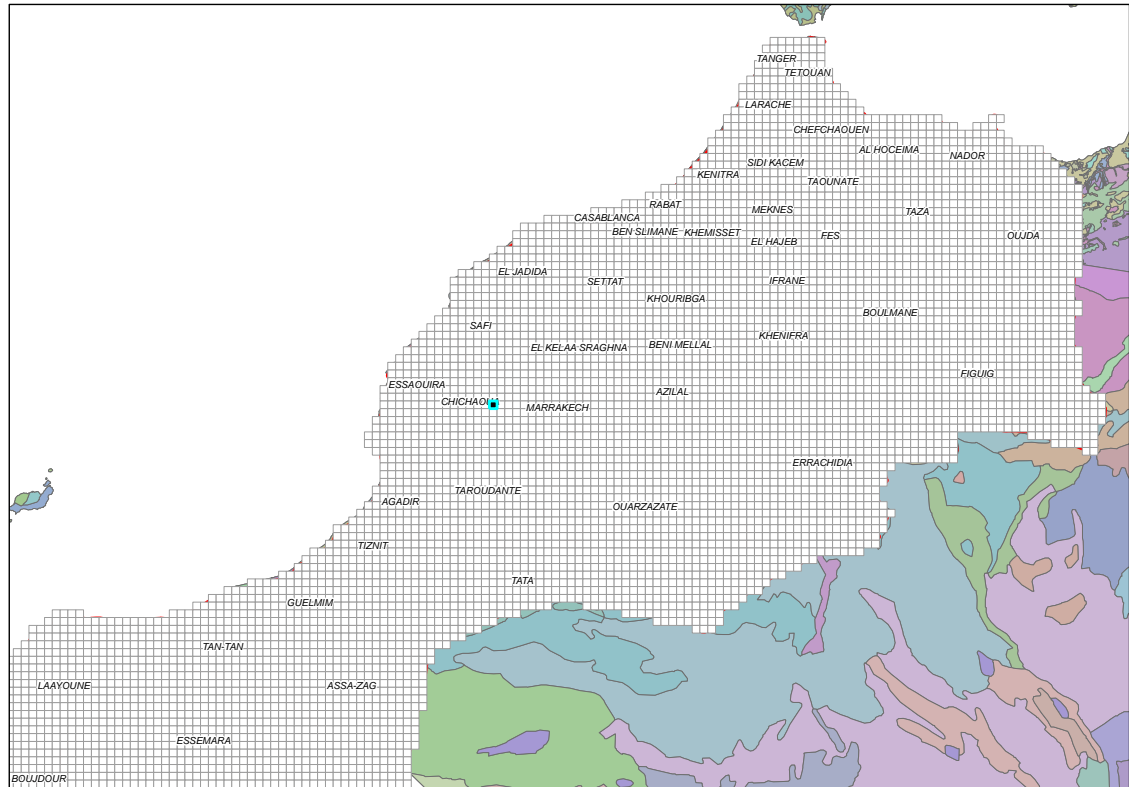 TANGER
TETOUAN
LARACHE
CHEFCHAOUEN
AL HOCEIMA
NADOR
SIDI KACEM
KENITRA
TAOUNATE
RABAT
MEKNES
TAZA
CASABLANCA
BEN SLIMANE
KHEMISSET
FES
OUJDA
EL HAJEB
EL JADIDA
SETTAT
IFRANE
KHOURIBGA
BOULMANE
SAFI
KHENIFRA
EL KELAA SRAGHNA
BENI MELLAL
FIGUIG
ESSAOUIRA
AZILAL
CHICHAOUA
MARRAKECH
ERRACHIDIA
TAROUDANTE
AGADIR
OUARZAZATE
TIZNIT
TATA
GUELMIM
TAN-TAN
LAAYOUNE
ASSA-ZAG
ESSEMARA
BOUJDOUR